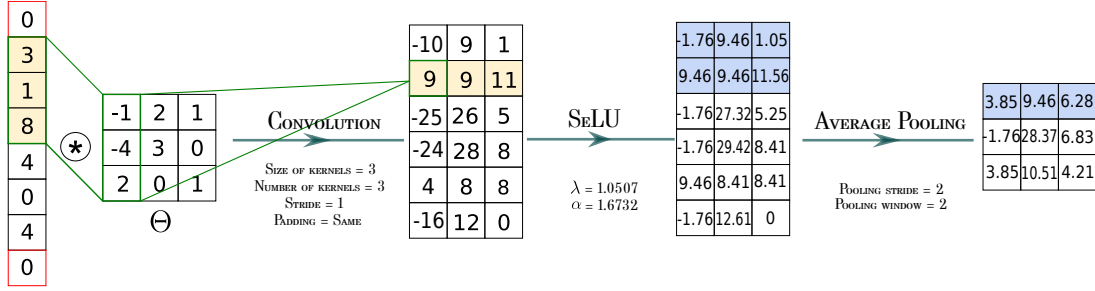 0
3
1
8
4
0
4
0
*
-1 2 1
-4 3 0
2 0 1
Θ
Convolution
Size of kernels = 3
Number of kernels = 3
Stride = 1
Padding = Same
-10 9 1
9 9 11
-25 26 5
-24 28 8
4 8 8
-16 12 0
SeLU
λ = 1.0507
α = 1.6732
-1.76 9.46 1.05
9.46 9.46 11.56
-1.76 27.32 5.25
-1.76 29.42 8.41
9.46 8.41 8.41
-1.76 12.61 0
Average Pooling
Pooling stride = 2
Pooling window = 2
3.85 9.46 6.28
-1.76 28.37 6.83
3.85 10.51 4.21